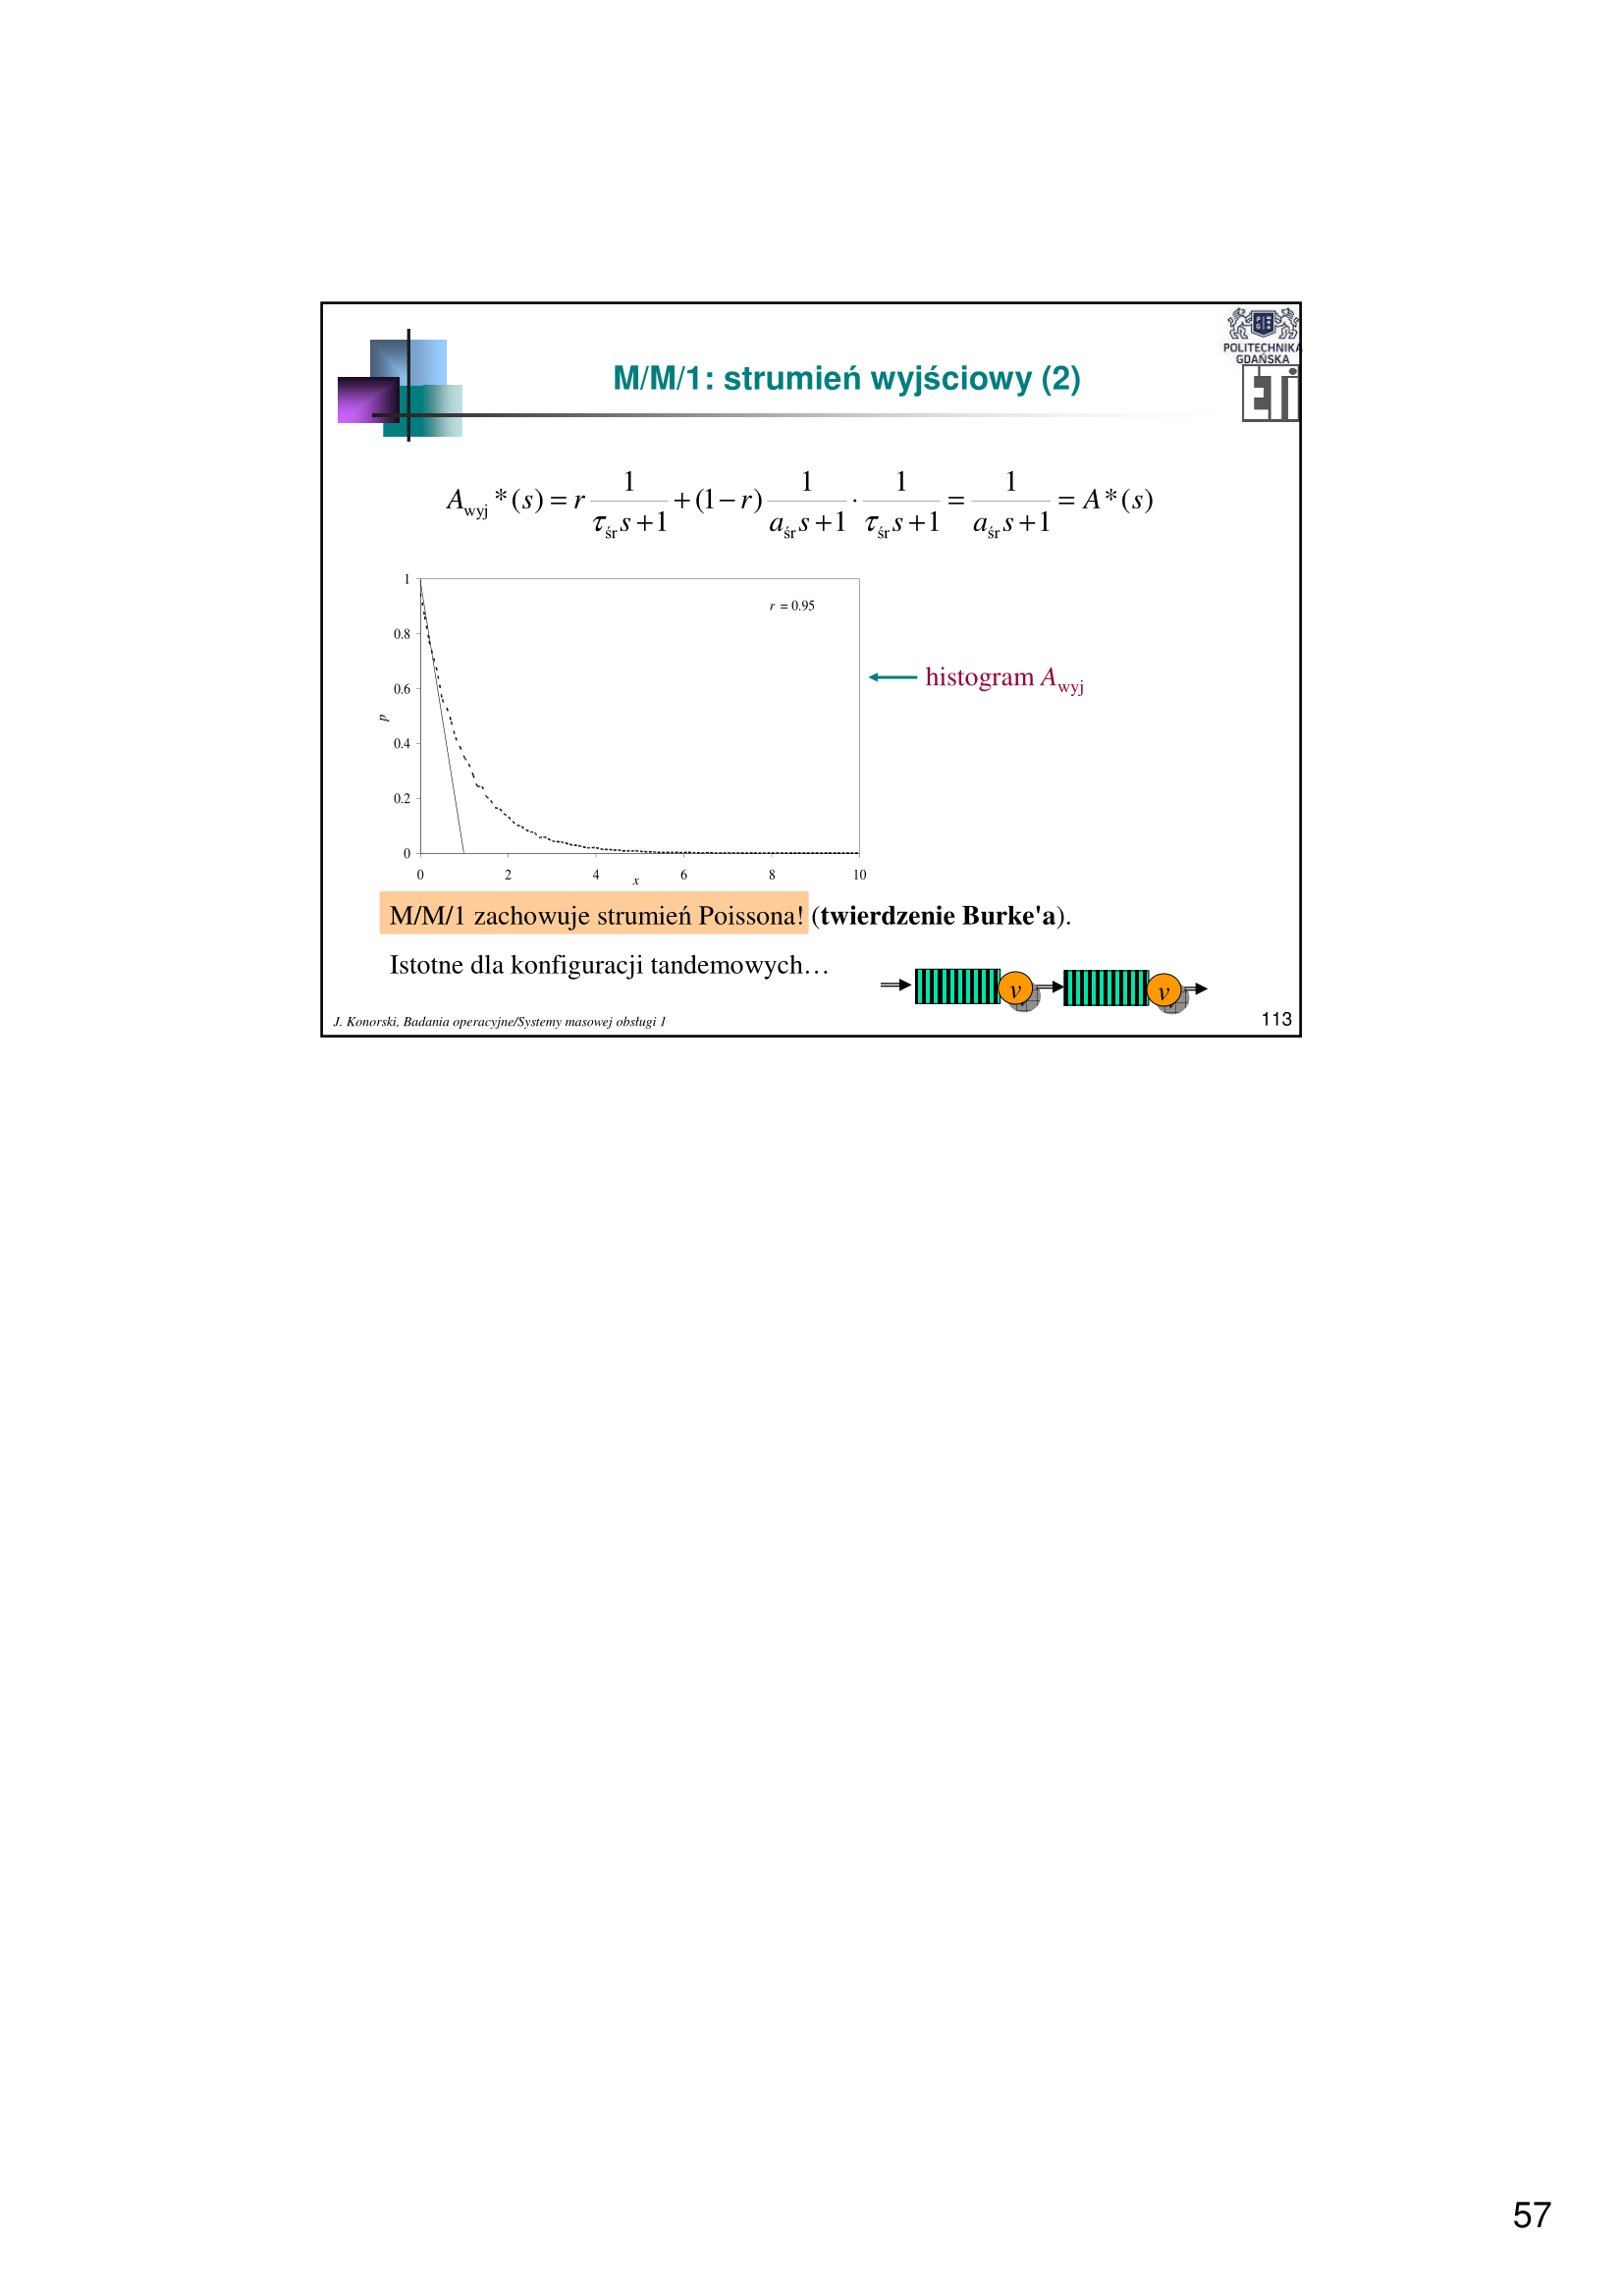 POLITECHNIKA
GDAŃSKA
M/M/1: strumień wyjściowy (2)
A_wyj*(s) = r 1/(τ_śr s+1) + (1−r) 1/(a_śr s+1) · 1/(τ_śr s+1) = 1/(a_śr s+1) = A*(s)
1
r = 0.95
0.8
histogram A_wyj
0.6
p
0.4
0.2
0
0 2 4 6 8 10
x
M/M/1 zachowuje strumień Poissona! (twierdzenie Burke'a).
Istotne dla konfiguracji tandemowych…
v v
J. Konorski, Badania operacyjne/Systemy masowej obsługi 1
113
57